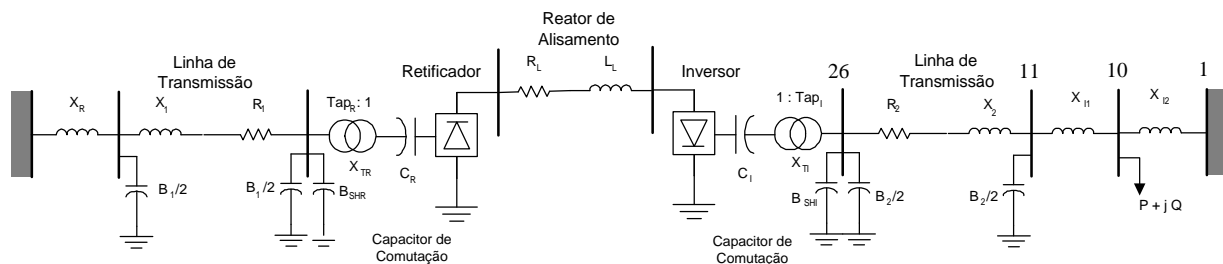 Reator de
Alisamento
Linha de
Transmissão
Retificador
R_L
L_L
Inversor
26
Linha de
Transmissão
11
10
1
X_R
X_1
R_1
Tap_R : 1
1 : Tap_I
R_2
X_2
X_I1
X_I2
X_TR
C_R
C_I
X_TI
B_1/2
B_1/2
B_SHR
B_SHI
B_2/2
B_2/2
P + j Q
Capacitor de
Comutação
Capacitor de
Comutação